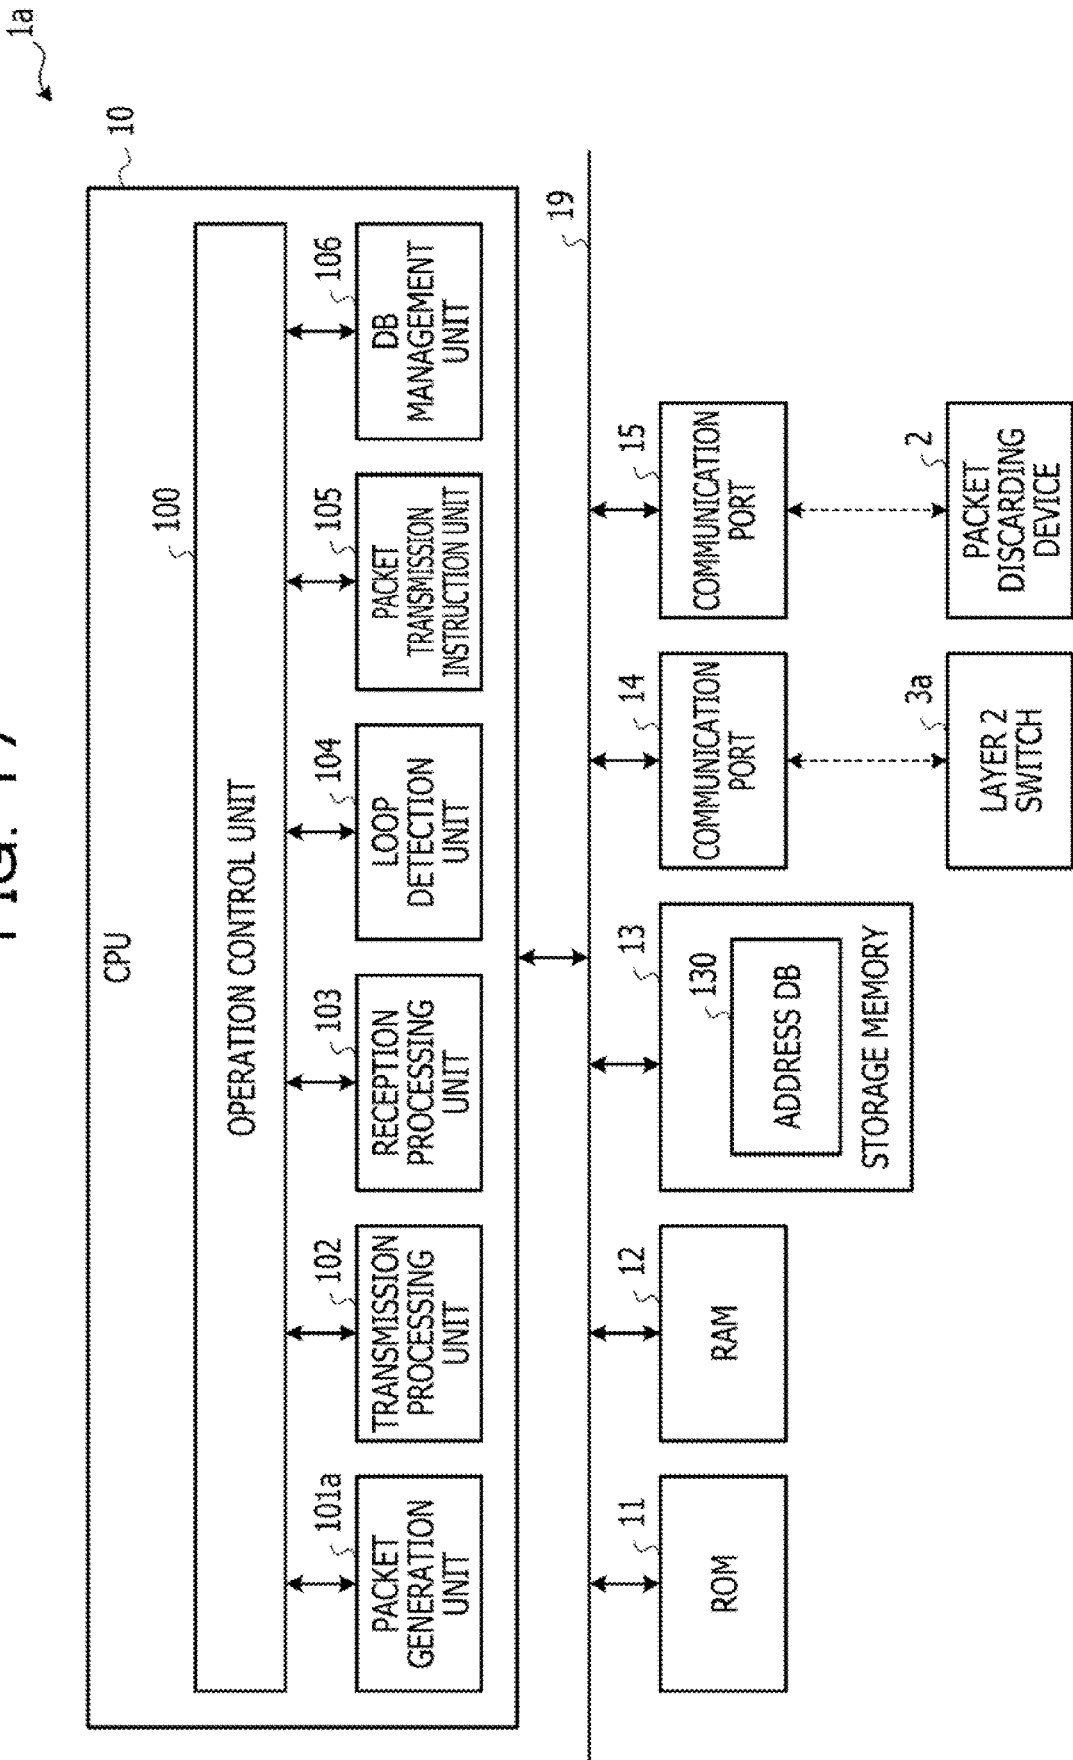 FIG. 17
1a
10
CPU
100
OPERATION CONTROL UNIT
101a
PACKET
GENERATION
UNIT
102
TRANSMISSION
PROCESSING
UNIT
103
RECEPTION
PROCESSING
UNIT
104
LOOP
DETECTION
UNIT
105
PACKET
TRANSMISSION
INSTRUCTION UNIT
106
DB
MANAGEMENT
UNIT
19
11
ROM
12
RAM
13
130
ADDRESS DB
STORAGE MEMORY
14
COMMUNICATION
PORT
15
COMMUNICATION
PORT
3a
LAYER 2
SWITCH
2
PACKET
DISCARDING
DEVICE